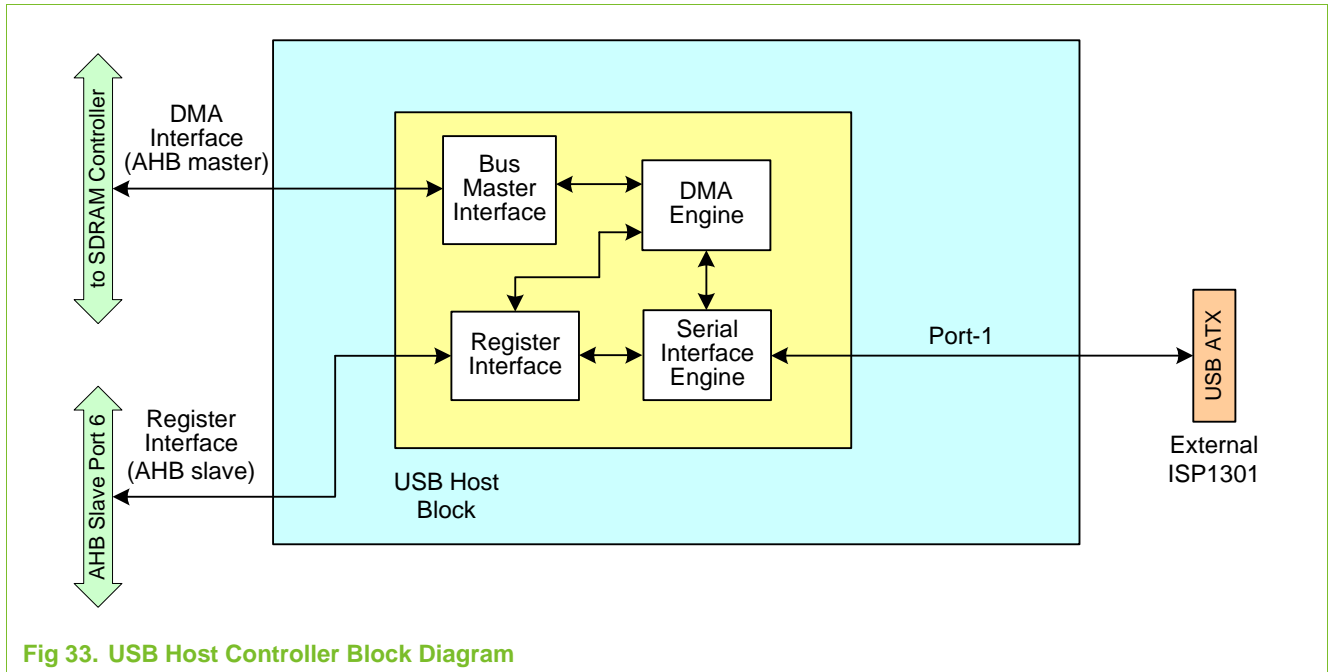 to SDRAM Controller
DMA
Interface
(AHB master)
Bus
Master
Interface
DMA
Engine
Register
Interface
Serial
Interface
Engine
Port-1
USB ATX
External
ISP1301
AHB Slave Port 6
Register
Interface
(AHB slave)
USB Host
Block
Fig 33. USB Host Controller Block Diagram